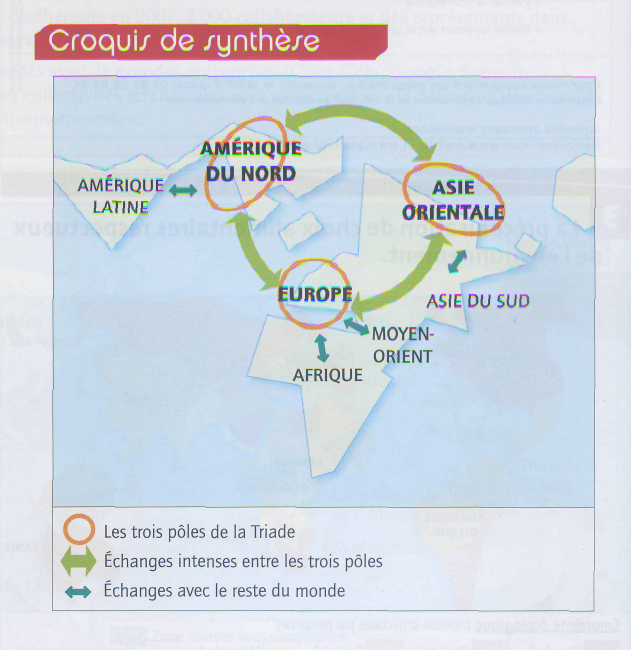 Croquis de synthèse
AMÉRIQUE
DU NORD
AMÉRIQUE
LATINE
ASIE
ORIENTALE
EUROPE
ASIE DU SUD
MOYEN-
ORIENT
AFRIQUE
Les trois pôles de la Triade
Échanges intenses entre les trois pôles
Échanges avec le reste du monde